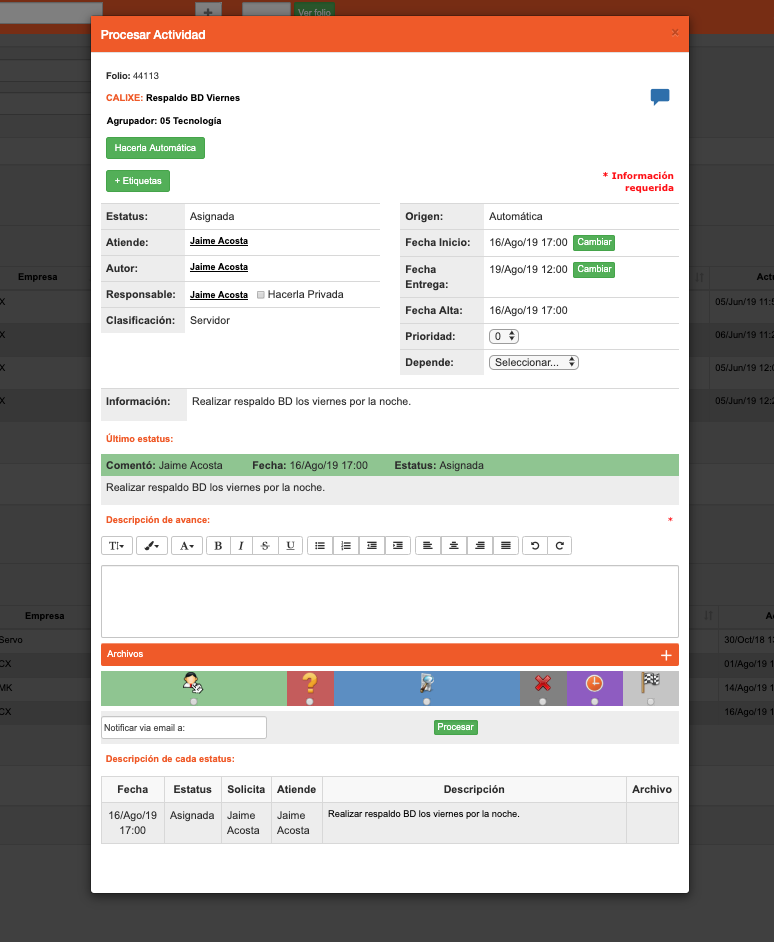 Ver folio
Procesar Actividad
×
Folio: 44113
CALIXE: Respaldo BD Viernes
Agrupador: 05 Tecnología
Hacerla Automática
+ Etiquetas
* Información
requerida
Estatus: Asignada
Atiende: Jaime Acosta
Autor: Jaime Acosta
Responsable: Jaime Acosta Hacerla Privada
Clasificación: Servidor
Origen: Automática
Fecha Inicio: 16/Ago/19 17:00 Cambiar
Fecha
Entrega: 19/Ago/19 12:00 Cambiar
Fecha Alta: 16/Ago/19 17:00
Prioridad: 0
Depende: Seleccionar...
Información: Realizar respaldo BD los viernes por la noche.
Último estatus:
Comentó: Jaime Acosta Fecha: 16/Ago/19 17:00 Estatus: Asignada
Realizar respaldo BD los viernes por la noche.
Descripción de avance: *
A B I S U
Archivos +
Notificar via email a: Procesar
Descripción de cada estatus:
Fecha Estatus Solicita Atiende Descripción Archivo
16/Ago/19
17:00
Asignada
Jaime
Acosta
Jaime
Acosta
Realizar respaldo BD los viernes por la noche.
Empresa
X
X
X
X
Empresa
Servo
CX
MK
CX
05/Jun/19 11:5
06/Jun/19 11:2
05/Jun/19 12:0
05/Jun/19 12:2
30/Oct/18 1
01/Ago/19 1
14/Ago/19 1
16/Ago/19 1